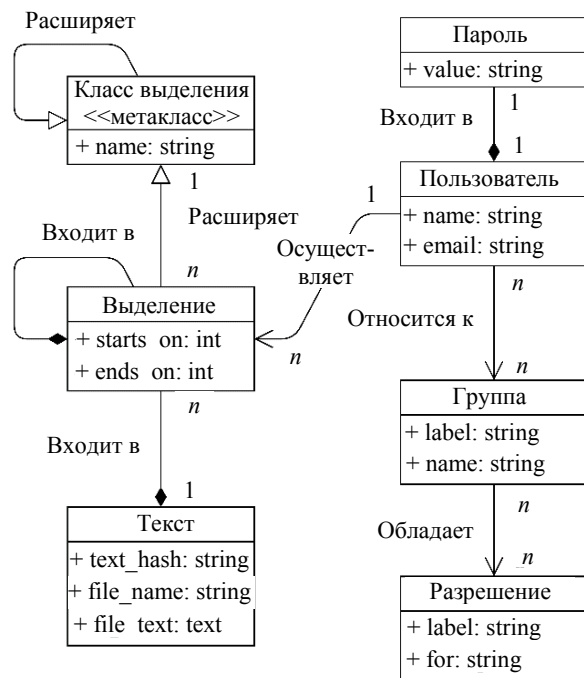 Расширяет
Класс выделения
<<метакласс>>
+ name: string
1
Расширяет
n
Входит в
Выделение
+ starts_on: int
+ ends_on: int
n
Входит в
1
Текст
+ text_hash: string
+ file_name: string
+ file_text: text
Пароль
+ value: string
1
Входит в
1
Пользователь
+ name: string
+ email: string
1
Осущест-
вляет
n
n
Относится к
n
Группа
+ label: string
+ name: string
n
Обладает
n
Разрешение
+ label: string
+ for: string